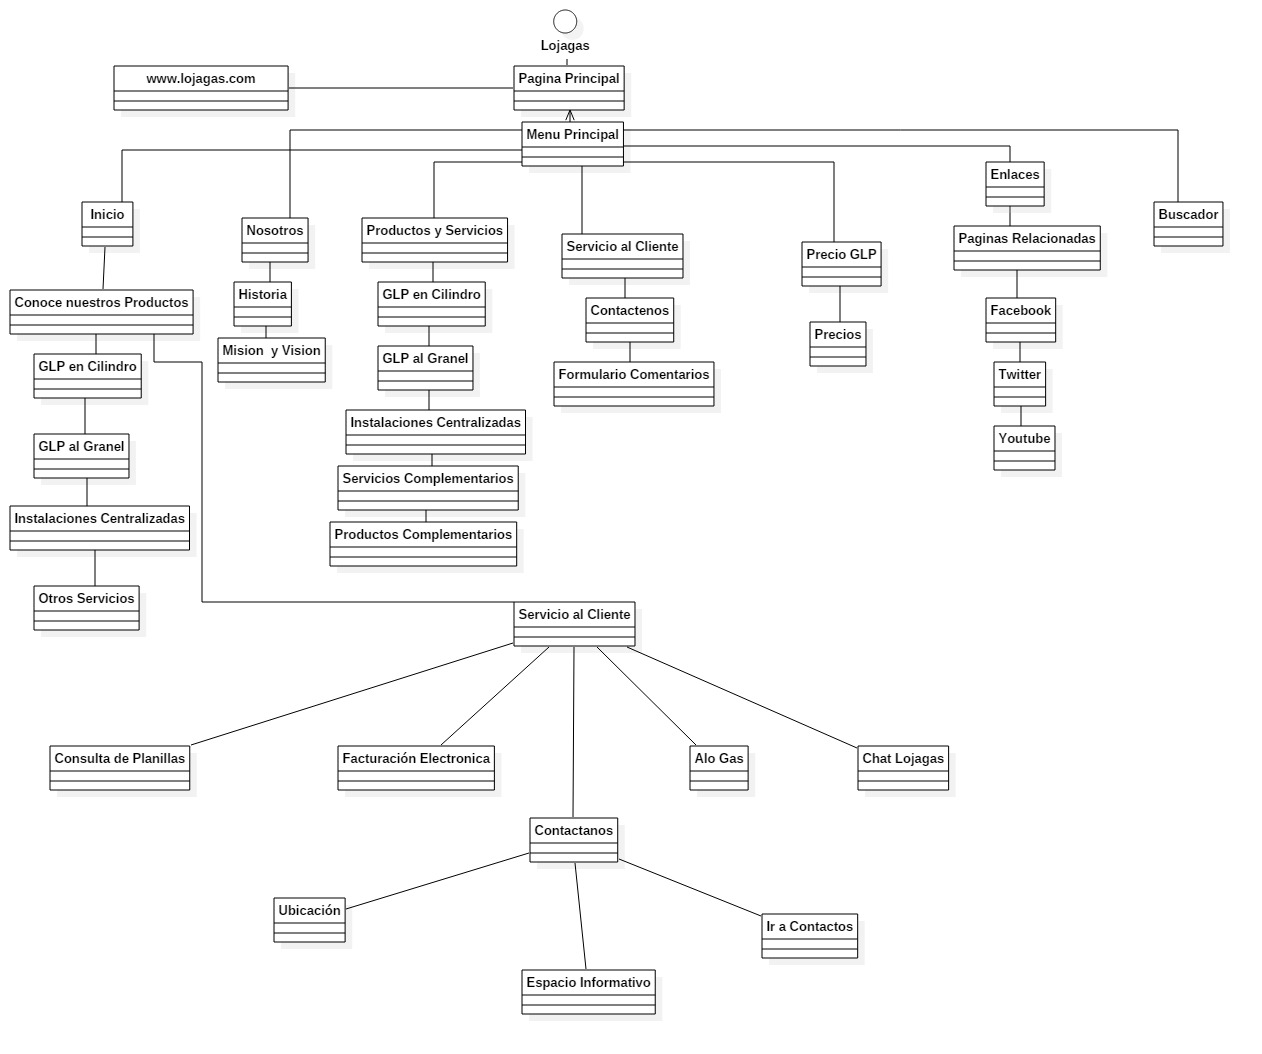 Lojagas
www.lojagas.com
Pagina Principal
Menu Principal
Enlaces
Inicio
Buscador
Nosotros
Productos y Servicios
Servicio al Cliente
Precio GLP
Paginas Relacionadas
Conoce nuestros Productos
Historia
GLP en Cilindro
Contactenos
Facebook
Precios
Mision y Vision
GLP al Granel
GLP en Cilindro
Formulario Comentarios
Twitter
Instalaciones Centralizadas
GLP al Granel
Youtube
Servicios Complementarios
Instalaciones Centralizadas
Productos Complementarios
Otros Servicios
Servicio al Cliente
Consulta de Planillas
Facturación Electronica
Alo Gas
Chat Lojagas
Contactanos
Ubicación
Ir a Contactos
Espacio Informativo